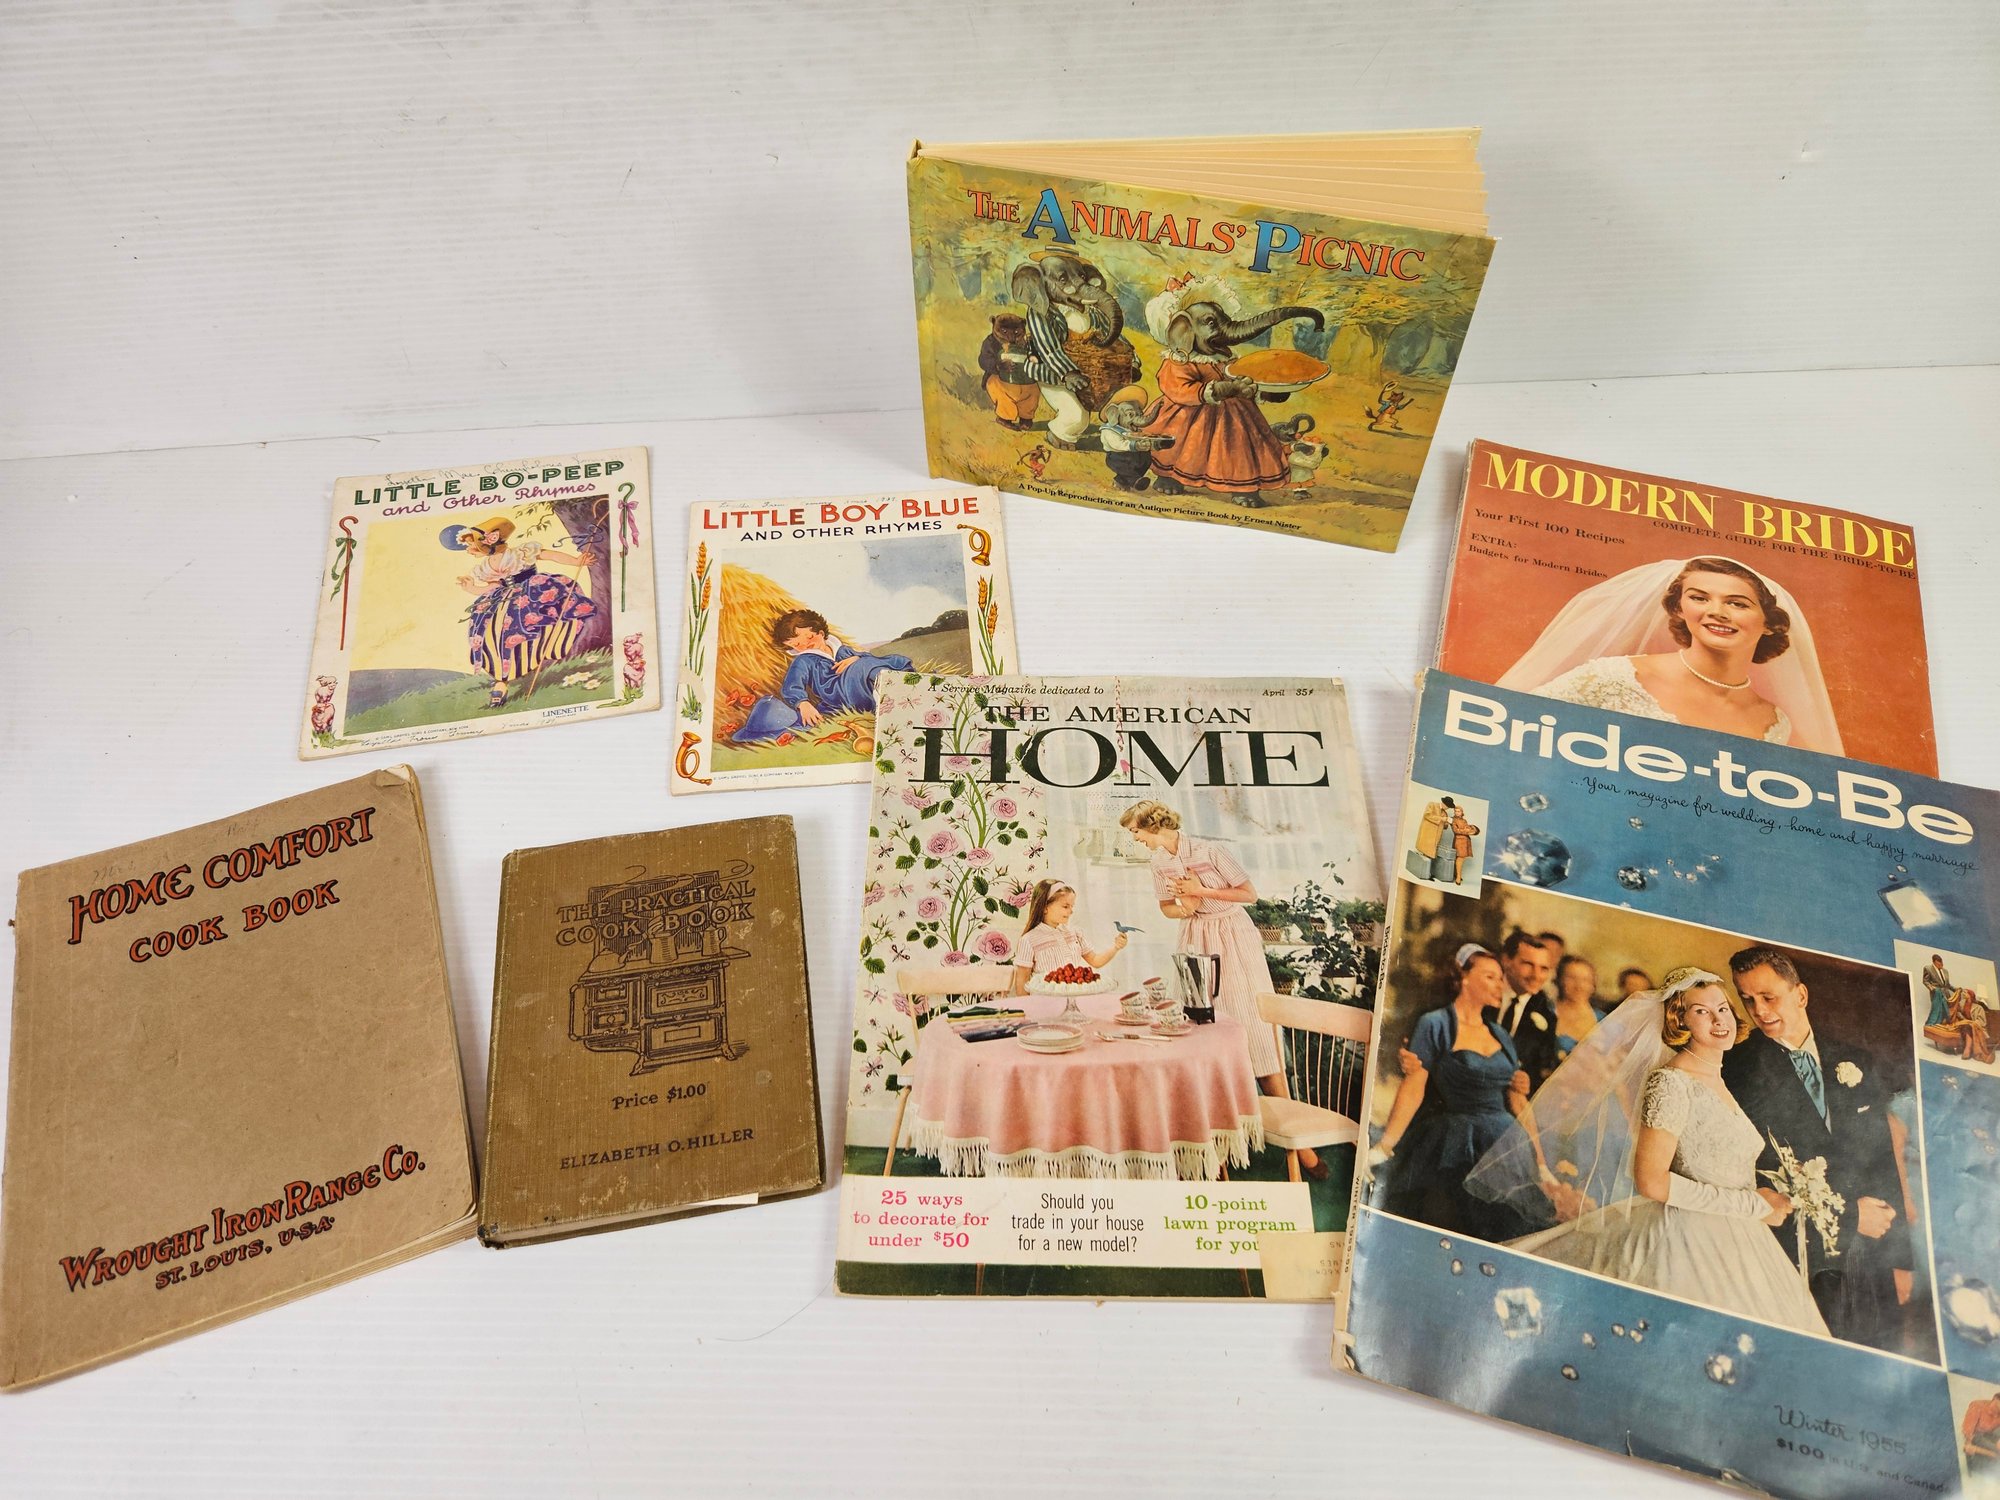 THE ANIMALS' PICNIC
A Pop-Up Reproduction of an Antique Picture Book by Ernest Nister
LITTLE BO-PEEP
and Other Rhymes
LINENETTE
LITTLE BOY BLUE
AND OTHER RHYMES
MODERN BRIDE
COMPLETE GUIDE FOR THE BRIDE-TO-BE
Your First 100 Recipes
EXTRA:
Budgets for Modern Brides
A Service Magazine dedicated to
April 35¢
THE AMERICAN
HOME
25 ways
to decorate for
under $50
Should you
trade in your house
for a new model?
10-point
lawn program
for you
Bride-to-Be
...Your magazine for wedding, home and happy marriage
Winter 1955
$1.00 in U.S. and Canada
HOME COMFORT
COOK BOOK
WROUGHT IRON RANGE CO.
ST. LOUIS, U.S.A.
THE PRACTICAL
COOK BOOK
Price $1.00
ELIZABETH O. HILLER